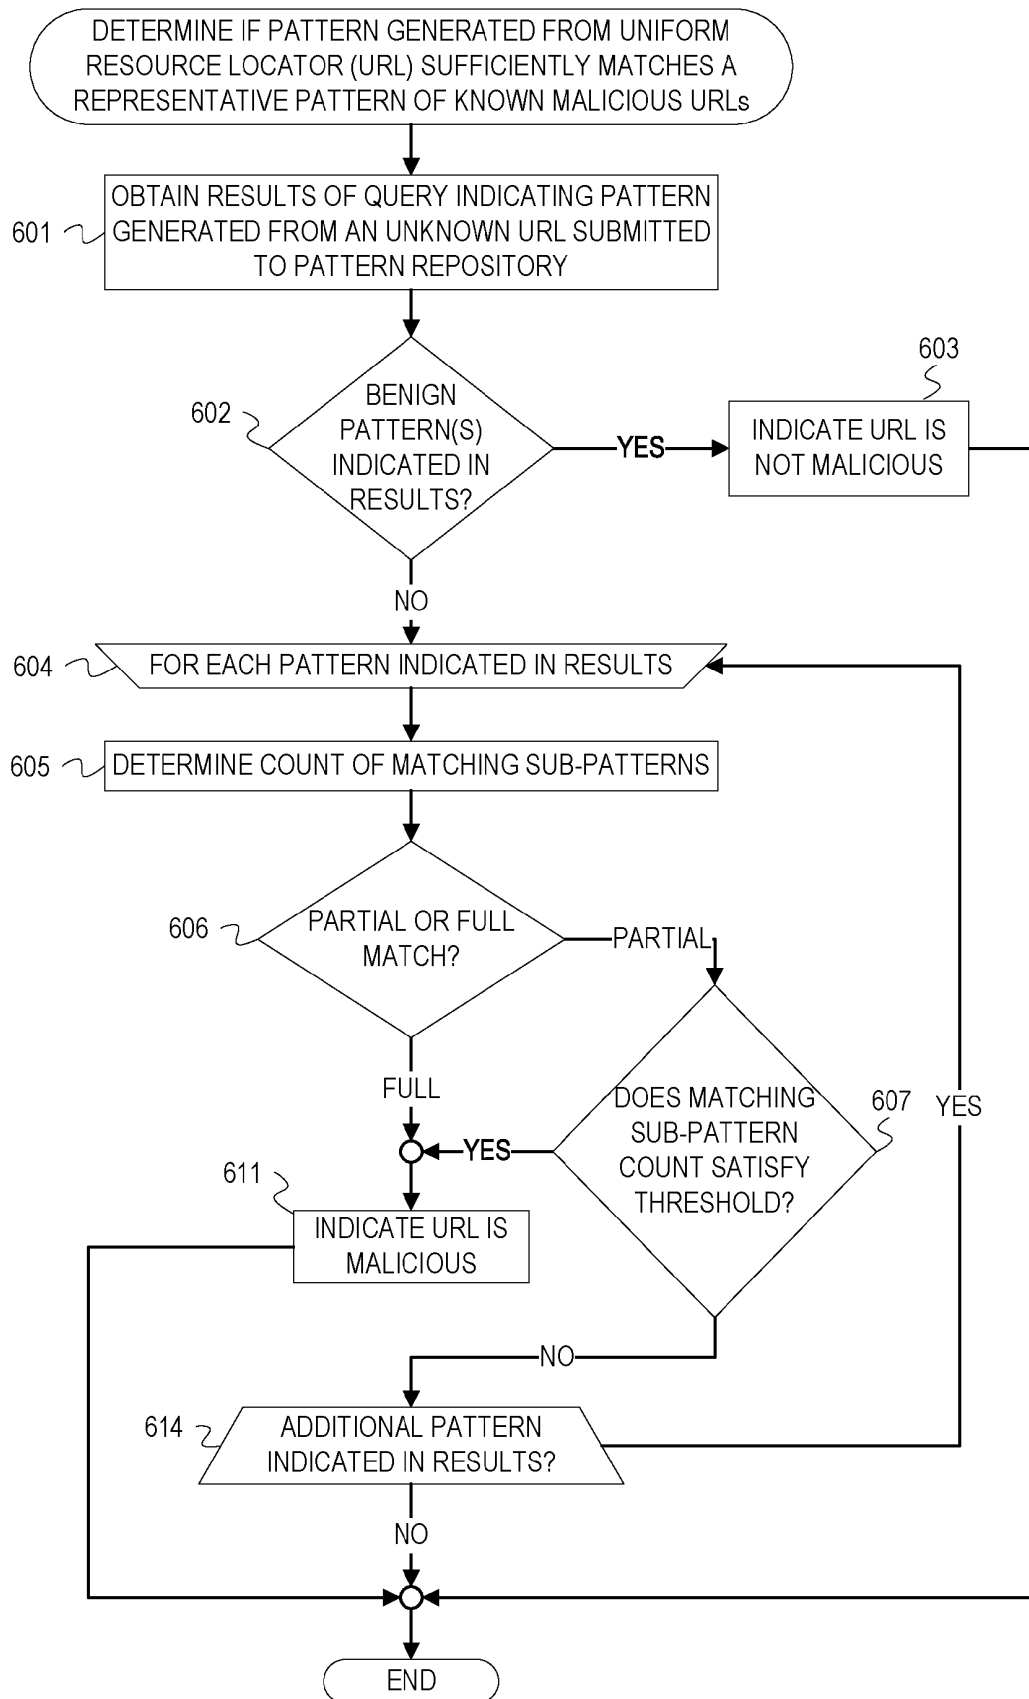 DETERMINE IF PATTERN GENERATED FROM UNIFORM
RESOURCE LOCATOR (URL) SUFFICIENTLY MATCHES A
REPRESENTATIVE PATTERN OF KNOWN MALICIOUS URLs
601
OBTAIN RESULTS OF QUERY INDICATING PATTERN
GENERATED FROM AN UNKNOWN URL SUBMITTED
TO PATTERN REPOSITORY
602
BENIGN
PATTERN(S)
INDICATED IN
RESULTS?
YES
603
INDICATE URL IS
NOT MALICIOUS
NO
604
FOR EACH PATTERN INDICATED IN RESULTS
605
DETERMINE COUNT OF MATCHING SUB-PATTERNS
606
PARTIAL OR FULL
MATCH?
PARTIAL
FULL
607
DOES MATCHING
SUB-PATTERN
COUNT SATISFY
THRESHOLD?
YES
YES
611
INDICATE URL IS
MALICIOUS
NO
614
ADDITIONAL PATTERN
INDICATED IN RESULTS?
NO
END